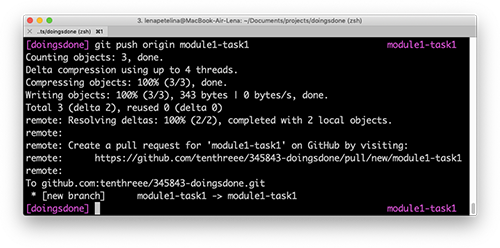 3. lenapetelina@MacBook-Air-Lena: ~/Documents/projects/doingsdone (zsh)
..ts/doingsdone (zsh) ⌘1
[doingsdone] git push origin module1-task1 module1-task1
Counting objects: 3, done.
Delta compression using up to 4 threads.
Compressing objects: 100% (3/3), done.
Writing objects: 100% (3/3), 343 bytes | 0 bytes/s, done.
Total 3 (delta 2), reused 0 (delta 0)
remote: Resolving deltas: 100% (2/2), completed with 2 local objects.
remote:
remote: Create a pull request for 'module1-task1' on GitHub by visiting:
remote: https://github.com/tenthreee/345843-doingsdone/pull/new/module1-task1
remote:
To github.com:tenthreee/345843-doingsdone.git
* [new branch] module1-task1 -> module1-task1
[doingsdone] module1-task1